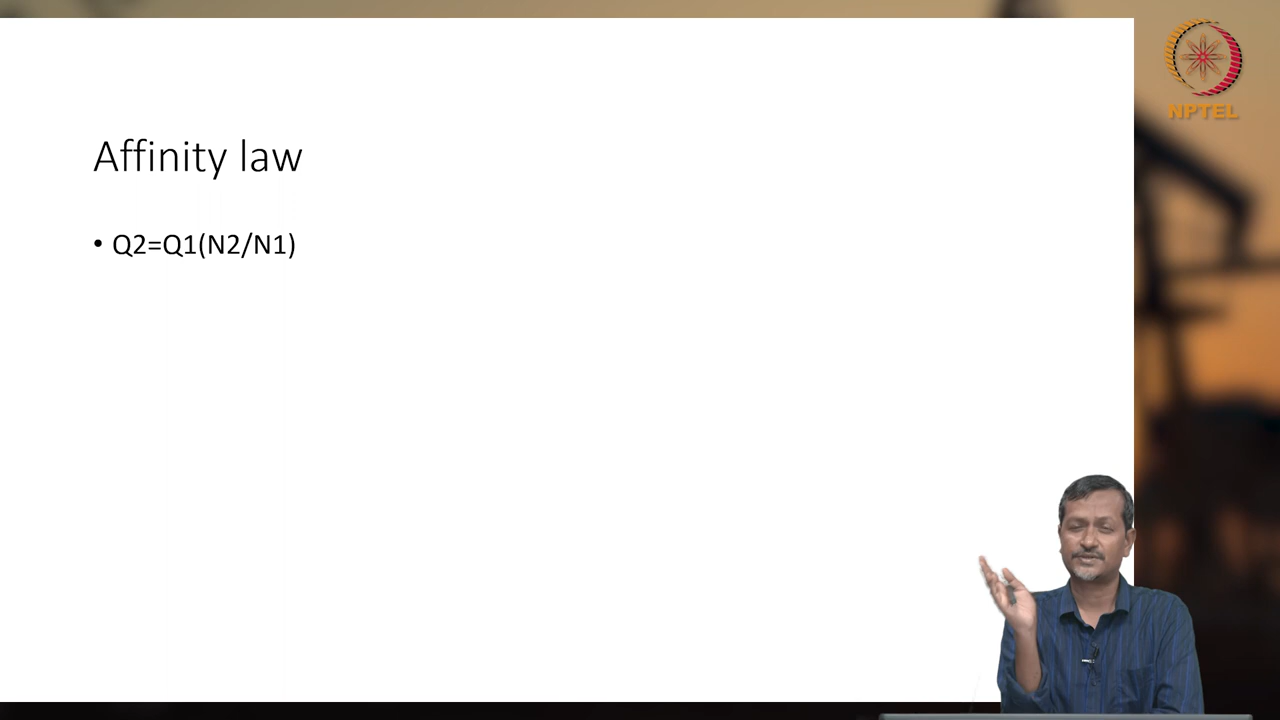 NPTEL
Affinity law
• Q2=Q1(N2/N1)